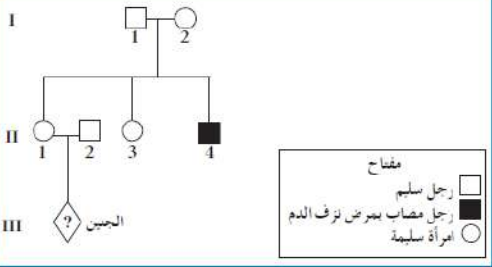 I
1 2
II
1 2 3 4
مفتاح
رجل سليم
رجل مصاب بمرض نزف الدم
امرأة سليمة
III ? الجنين